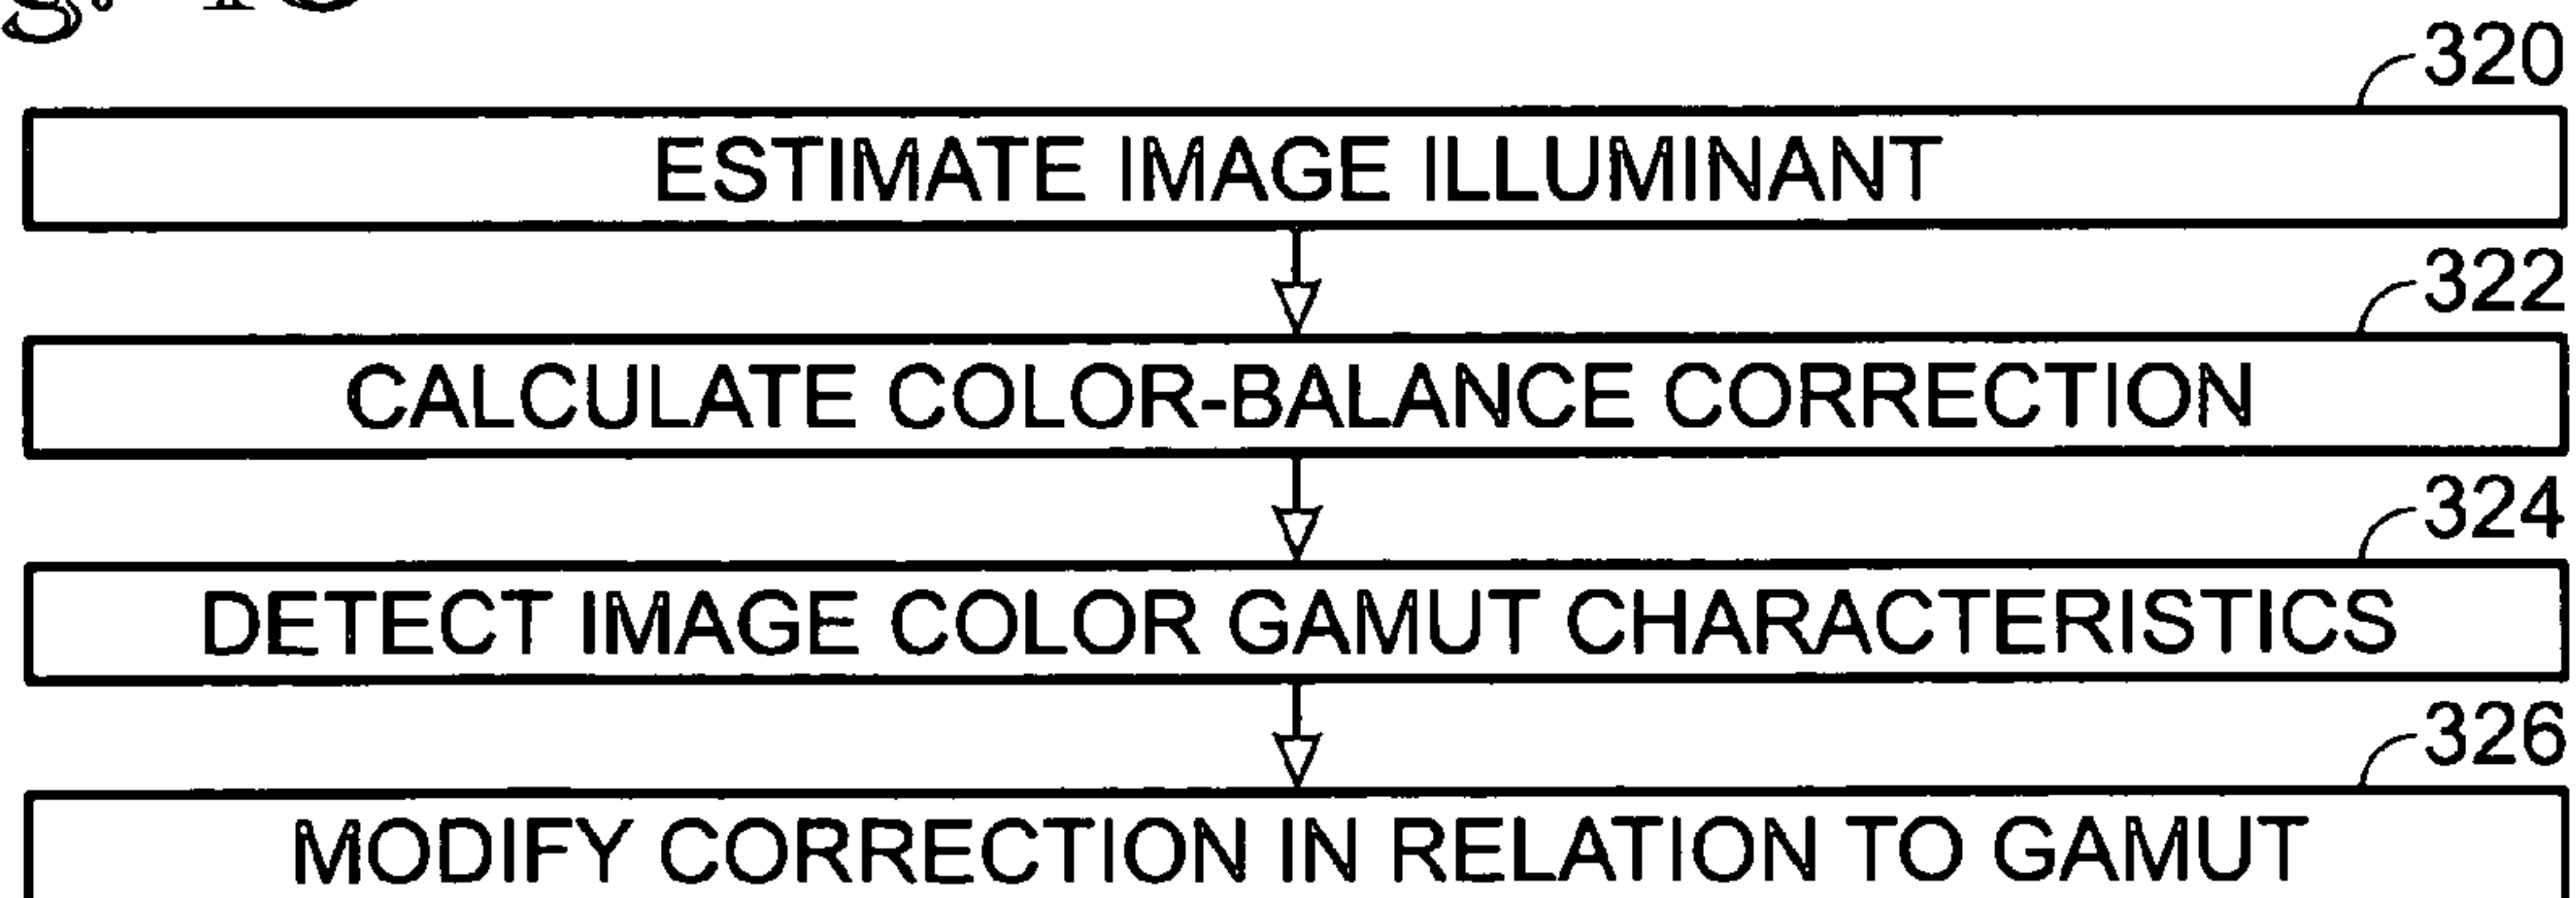 320
ESTIMATE IMAGE ILLUMINANT
322
CALCULATE COLOR-BALANCE CORRECTION
324
DETECT IMAGE COLOR GAMUT CHARACTERISTICS
326
MODIFY CORRECTION IN RELATION TO GAMUT